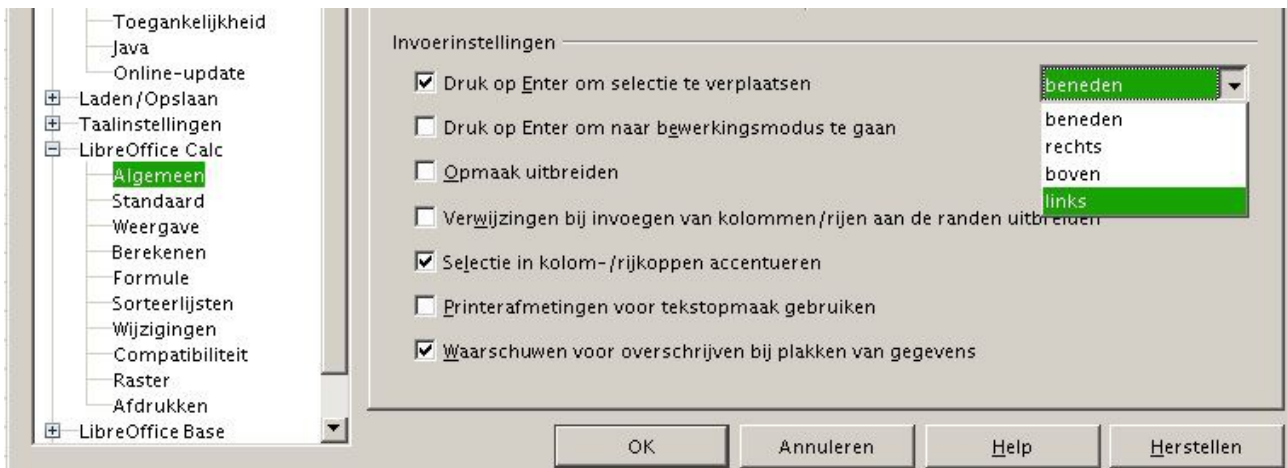 Toegankelijkheid
Java
Online-update
Laden/Opslaan
Taalinstellingen
LibreOffice Calc
Algemeen
Standaard
Weergave
Berekenen
Formule
Sorteerlijsten
Wijzigingen
Compatibiliteit
Raster
Afdrukken
LibreOffice Base
Invoerinstellingen
Druk op Enter om selectie te verplaatsen
beneden
beneden
rechts
boven
links
Druk op Enter om naar bewerkingsmodus te gaan
Opmaak uitbreiden
Verwijzingen bij invoegen van kolommen/rijen aan de randen uitbreiden
Selectie in kolom-/rijkoppen accentueren
Printerafmetingen voor tekstopmaak gebruiken
Waarschuwen voor overschrijven bij plakken van gegevens
OK
Annuleren
Help
Herstellen